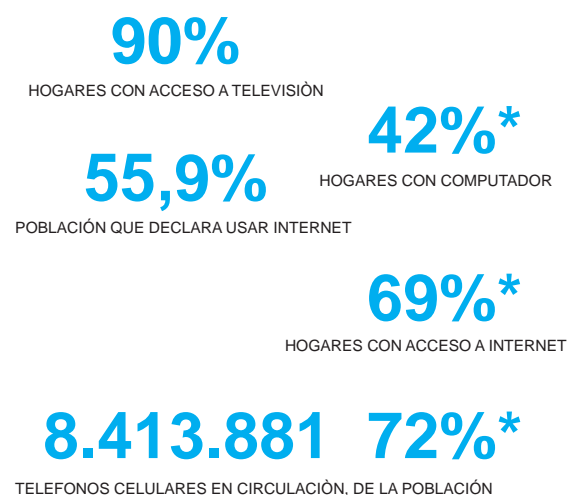 90%
HOGARES CON ACCESO A TELEVISIÒN
42%*
HOGARES CON COMPUTADOR
55,9%
POBLACIÓN QUE DECLARA USAR INTERNET
69%*
HOGARES CON ACCESO A INTERNET
8.413.881 72%*
TELEFONOS CELULARES EN CIRCULACIÒN, DE LA POBLACIÓN